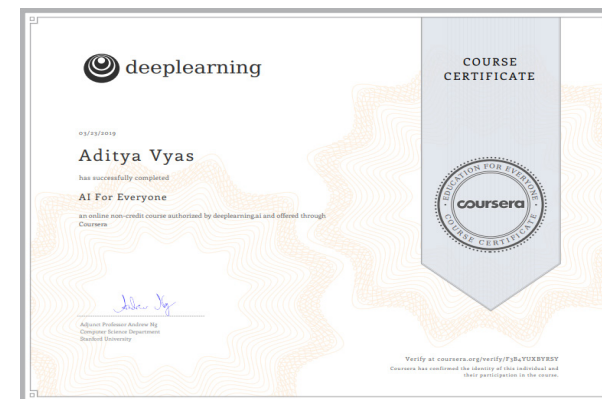 deeplearning
COURSE
CERTIFICATE
03/23/2019
Aditya Vyas
has successfully completed
AI For Everyone
an online non-credit course authorized by deeplearning.ai and offered through
Coursera
EDUCATION FOR EVERYONE
coursera
COURSE CERTIFICATE
Andrew Ng
Adjunct Professor Andrew Ng
Computer Science Department
Stanford University
Verify at coursera.org/verify/F3B4YUXBYRSY
Coursera has confirmed the identity of this individual and
their participation in the course.